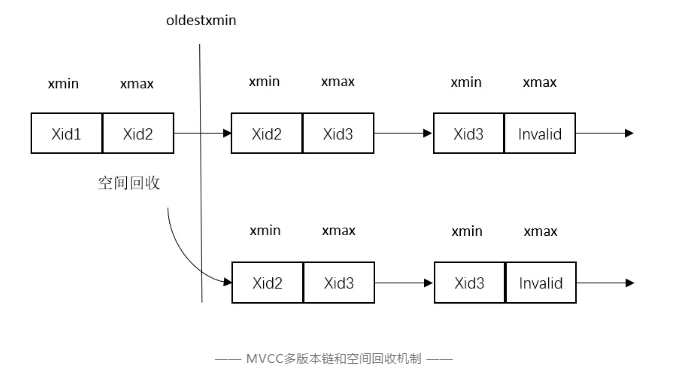 oldestxmin
xmin xmax xmin xmax xmin xmax
Xid1 Xid2 Xid2 Xid3 Xid3 Invalid
空间回收
xmin xmax xmin xmax
Xid2 Xid3 Xid3 Invalid
—— MVCC多版本链和空间回收机制 ——